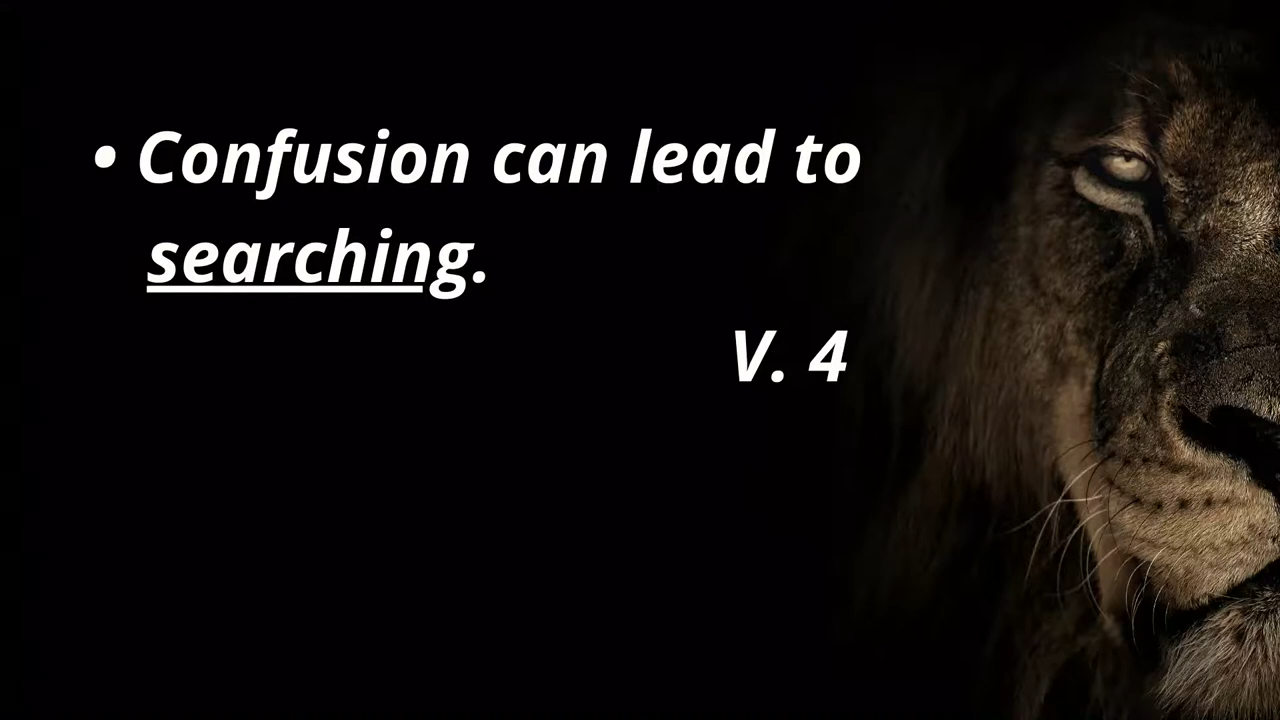 • Confusion can lead to
searching.
V. 4